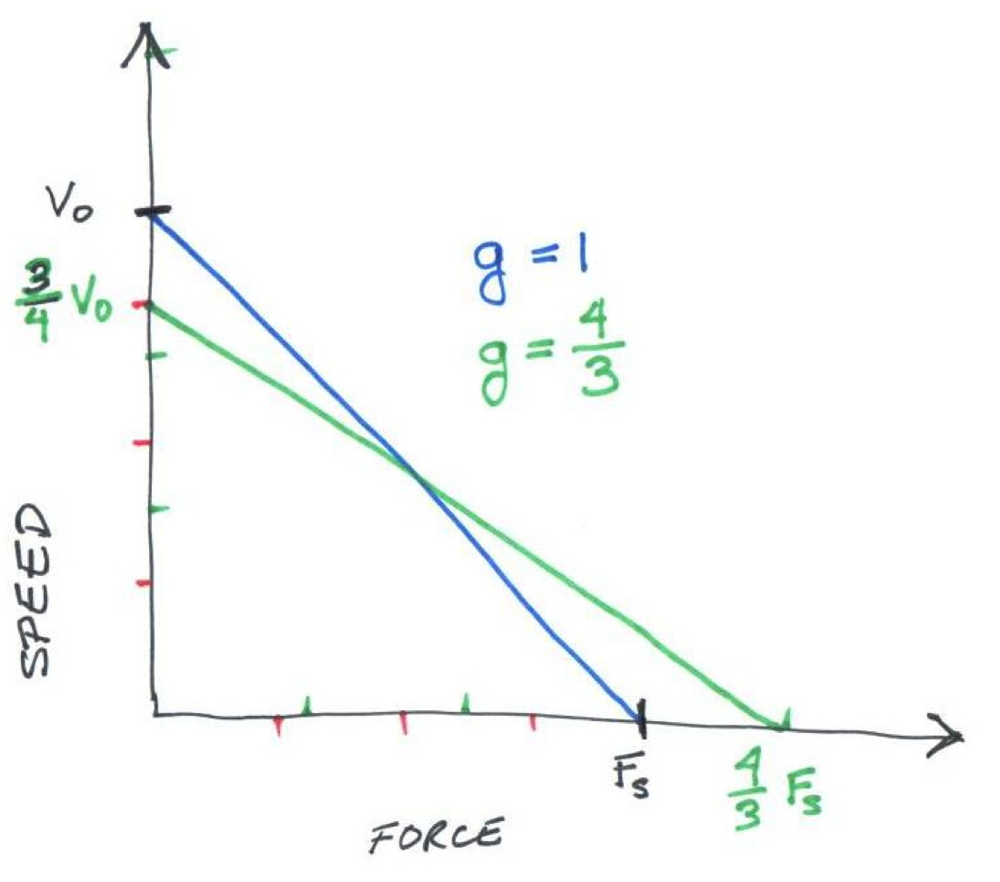 V₀
3/4 V₀
g = 1
g = 4/3
SPEED
Fₛ
4/3 Fₛ
FORCE